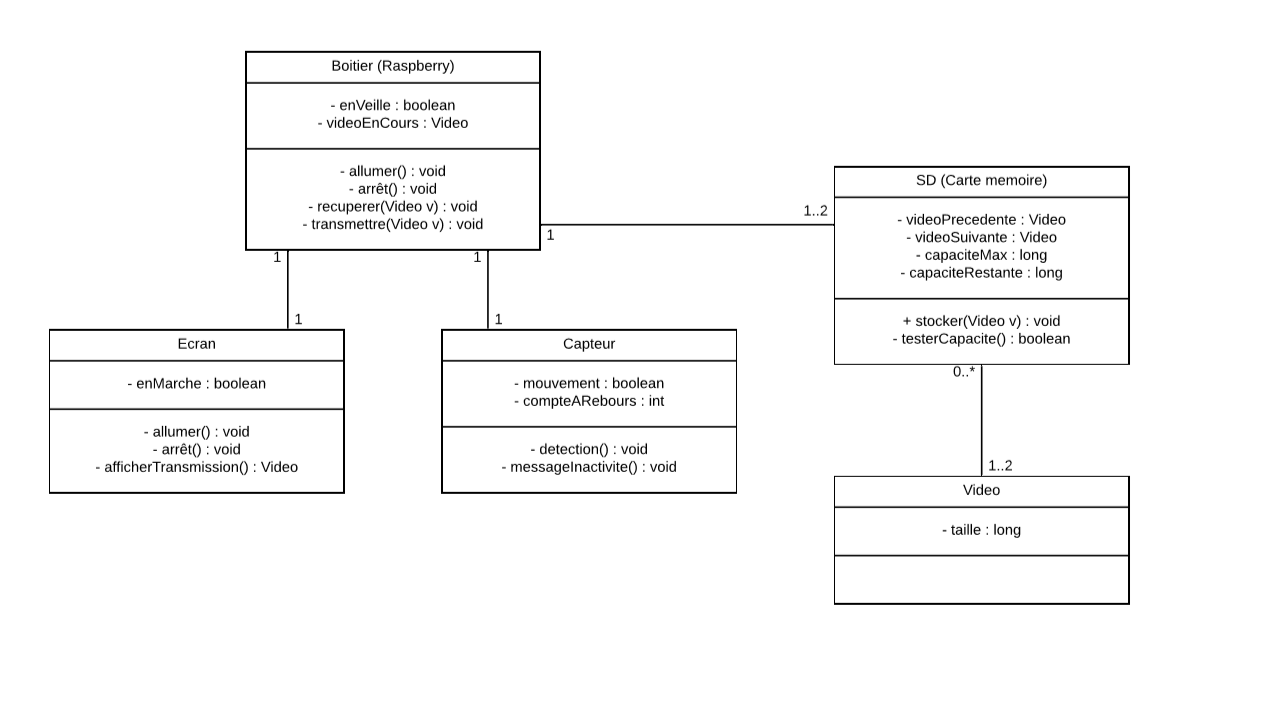 Boitier (Raspberry)
- enVeille : boolean
- videoEnCours : Video
- allumer() : void
- arrêt() : void
- recuperer(Video v) : void
- transmettre(Video v) : void
1
1
1
1..2
SD (Carte memoire)
- videoPrecedente : Video
- videoSuivante : Video
- capaciteMax : long
- capaciteRestante : long
+ stocker(Video v) : void
- testerCapacite() : boolean
1
Ecran
- enMarche : boolean
- allumer() : void
- arrêt() : void
- afficherTransmission() : Video
1
Capteur
- mouvement : boolean
- compteARebours : int
- detection() : void
- messageInactivite() : void
0..*
1..2
Video
- taille : long